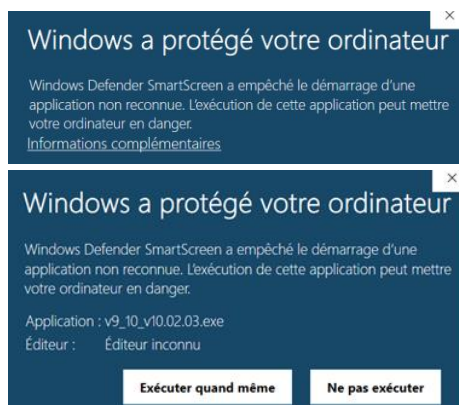 Windows a protégé votre ordinateur
Windows Defender SmartScreen a empêché le démarrage d'une
application non reconnue. L'exécution de cette application peut mettre
votre ordinateur en danger.
Informations complémentaires
Windows a protégé votre ordinateur
Windows Defender SmartScreen a empêché le démarrage d'une
application non reconnue. L'exécution de cette application peut mettre
votre ordinateur en danger.
Application : v9_10_v10.02.03.exe
Éditeur : Éditeur inconnu
Exécuter quand même Ne pas exécuter